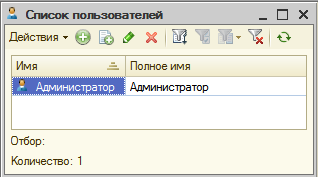 Список пользователей
Действия
Имя Полное имя
Администратор Администратор
Отбор:
Количество: 1